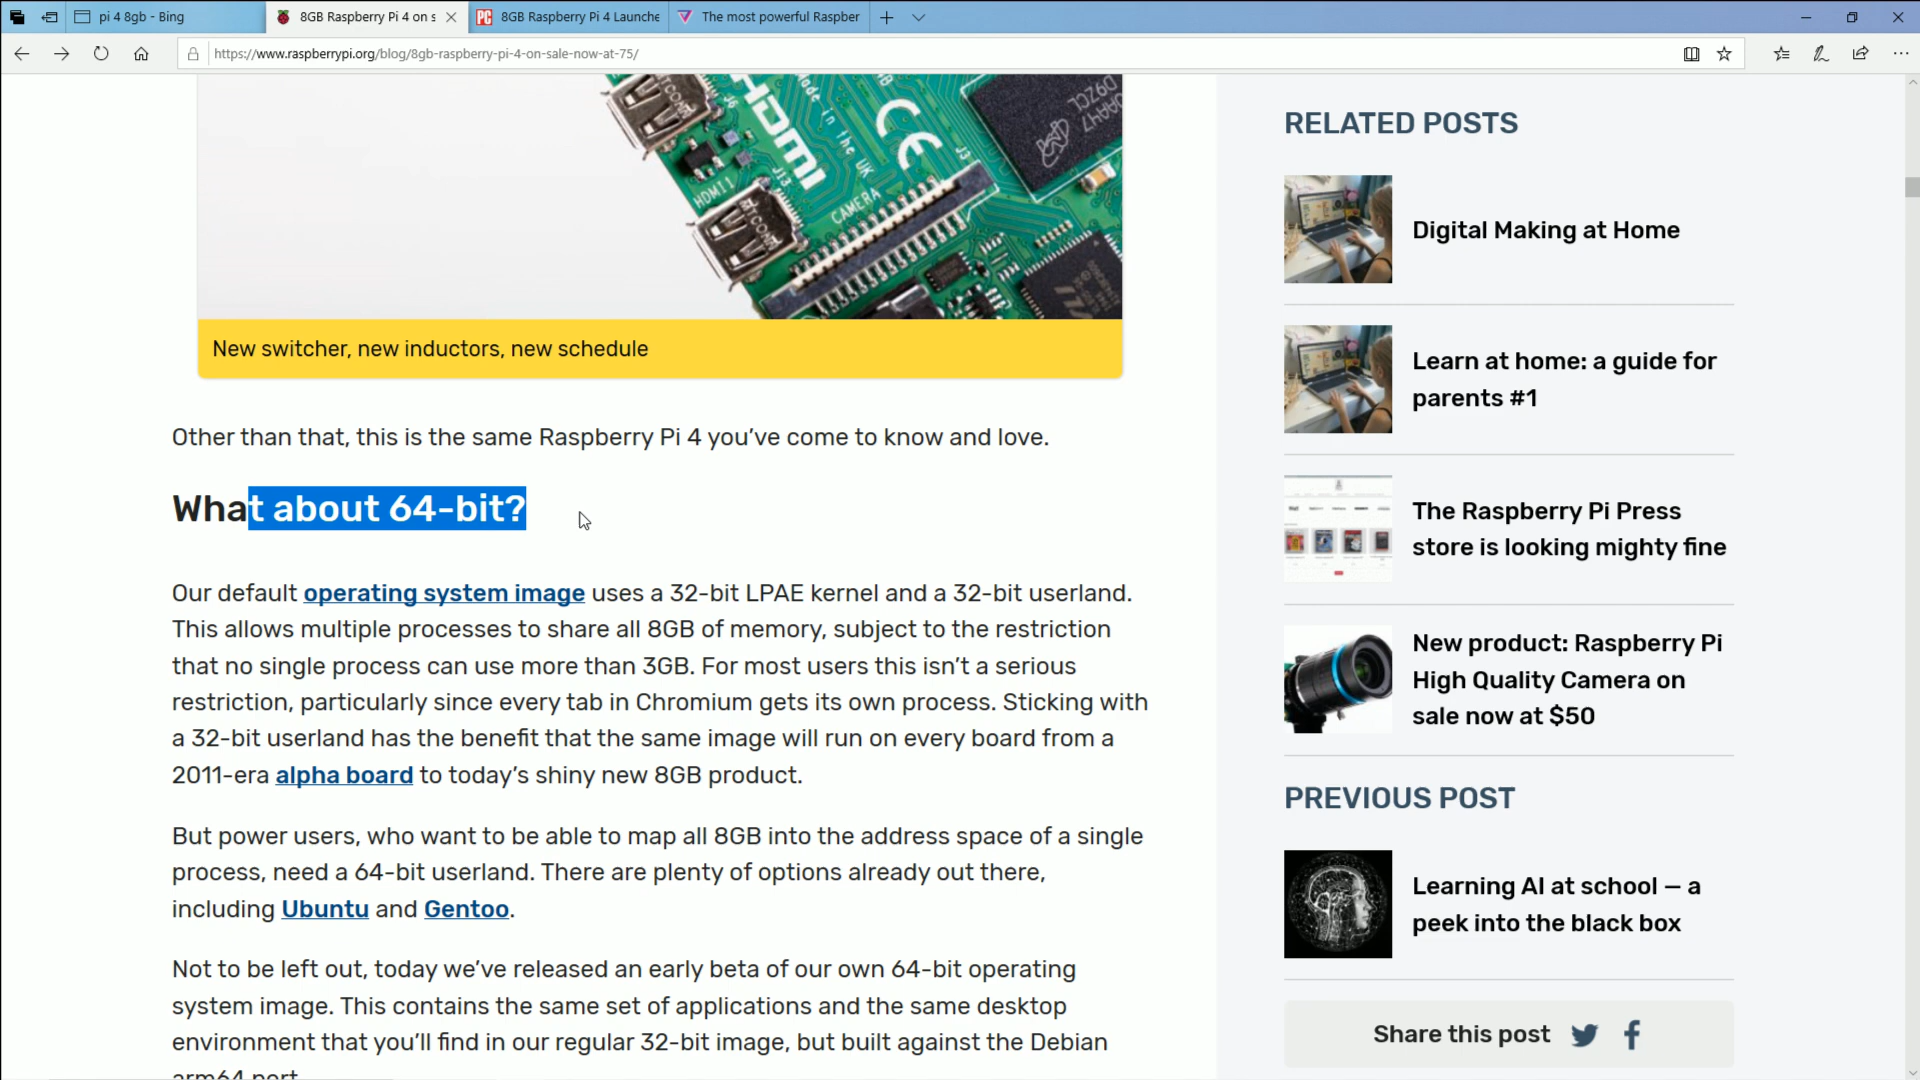 pi 4 8gb - Bing
8GB Raspberry Pi 4 on s
8GB Raspberry Pi 4 Launche
The most powerful Raspber
https://www.raspberrypi.org/blog/8gb-raspberry-pi-4-on-sale-now-at-75/
HDMI
Made in the UK
CE
J6
J13
J3
HDMI1
CAMERA
D9ZCL
New switcher, new inductors, new schedule
Other than that, this is the same Raspberry Pi 4 you’ve come to know and love.
What about 64-bit?
Our default operating system image uses a 32-bit LPAE kernel and a 32-bit userland.
This allows multiple processes to share all 8GB of memory, subject to the restriction
that no single process can use more than 3GB. For most users this isn’t a serious
restriction, particularly since every tab in Chromium gets its own process. Sticking with
a 32-bit userland has the benefit that the same image will run on every board from a
2011-era alpha board to today’s shiny new 8GB product.
But power users, who want to be able to map all 8GB into the address space of a single
process, need a 64-bit userland. There are plenty of options already out there,
including Ubuntu and Gentoo.
Not to be left out, today we’ve released an early beta of our own 64-bit operating
system image. This contains the same set of applications and the same desktop
environment that you’ll find in our regular 32-bit image, but built against the Debian
arm64 port.
RELATED POSTS
Digital Making at Home
Learn at home: a guide for
parents #1
The Raspberry Pi Press
store is looking mighty fine
New product: Raspberry Pi
High Quality Camera on
sale now at $50
PREVIOUS POST
Learning AI at school — a
peek into the black box
Share this post